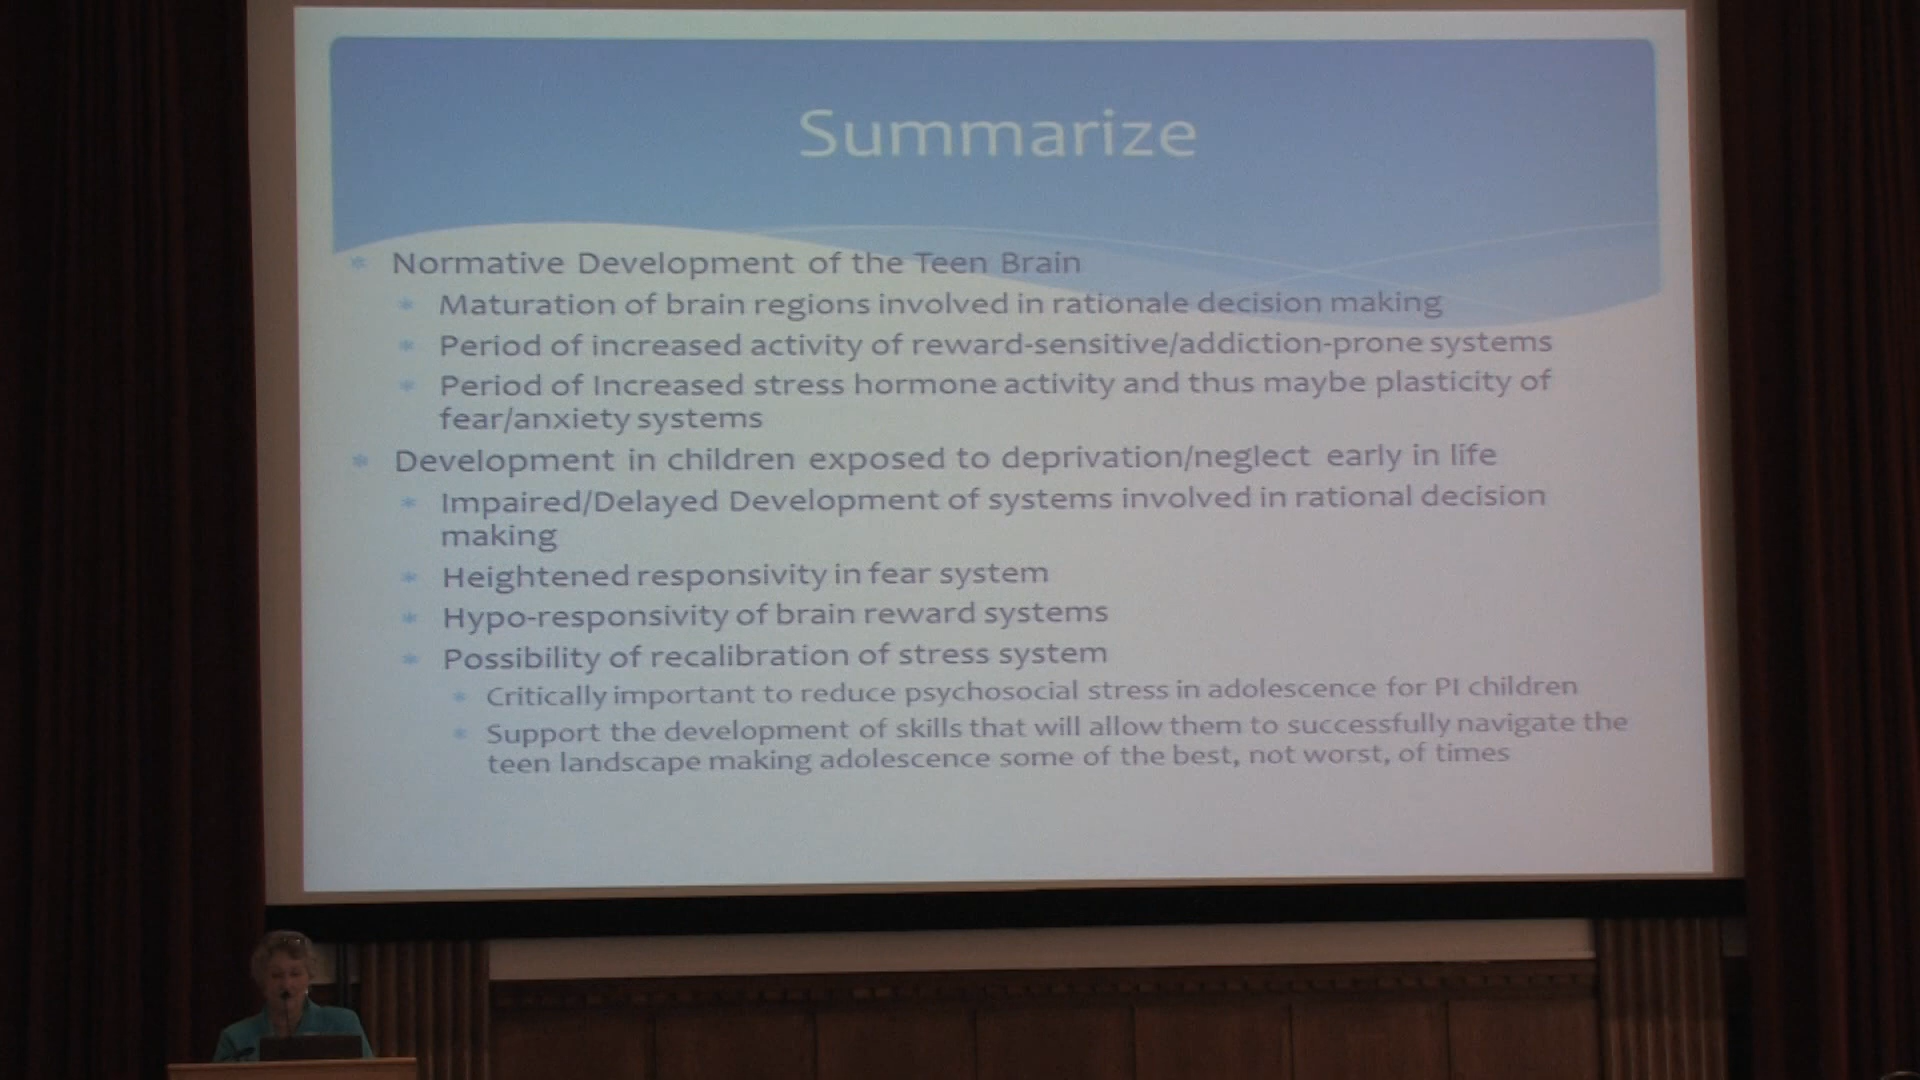 Summarize
Normative Development of the Teen Brain
Maturation of brain regions involved in rationale decision making
Period of increased activity of reward-sensitive/addiction-prone systems
Period of Increased stress hormone activity and thus maybe plasticity of
fear/anxiety systems
Development in children exposed to deprivation/neglect early in life
Impaired/Delayed Development of systems involved in rational decision
making
Heightened responsivity in fear system
Hypo-responsivity of brain reward systems
Possibility of recalibration of stress system
Critically important to reduce psychosocial stress in adolescence for PI children
Support the development of skills that will allow them to successfully navigate the
teen landscape making adolescence some of the best, not worst, of times